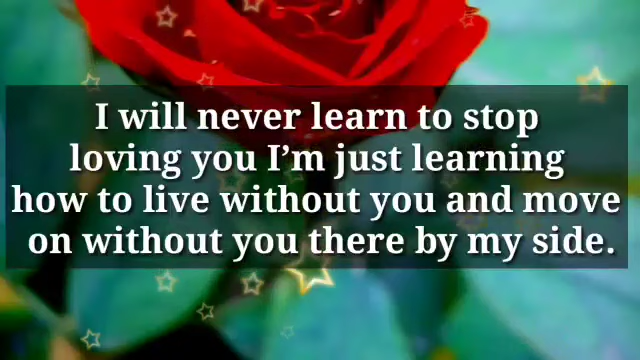 I will never learn to stop
loving you I’m just learning
how to live without you and move
on without you there by my side.